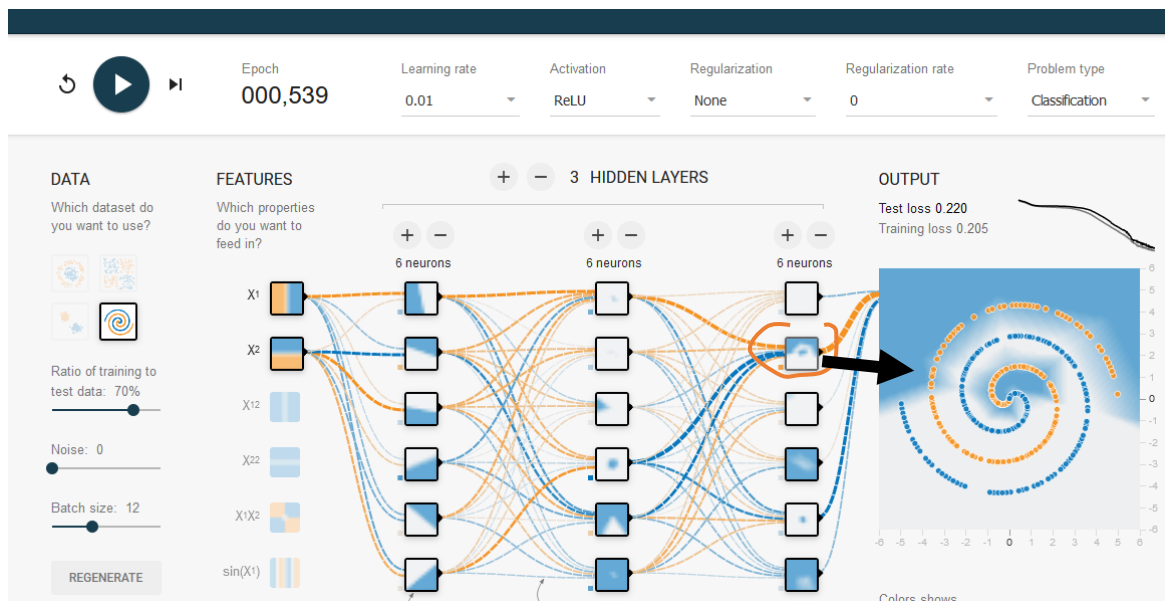 Epoch
000,539
Learning rate
0.01
Activation
ReLU
Regularization
None
Regularization rate
0
Problem type
Classification
DATA
Which dataset do
you want to use?
Ratio of training to
test data: 70%
Noise: 0
Batch size: 12
REGENERATE
FEATURES
Which properties
do you want to
feed in?
X1
X2
X12
X22
X1X2
sin(X1)
+ − 3 HIDDEN LAYERS
+ −
6 neurons
+ −
6 neurons
+ −
6 neurons
OUTPUT
Test loss 0.220
Training loss 0.205
6
5
4
3
2
1
0
-1
-2
-3
-4
-5
-6
-6 -5 -4 -3 -2 -1 0 1 2 3 4 5 6
Colors shows